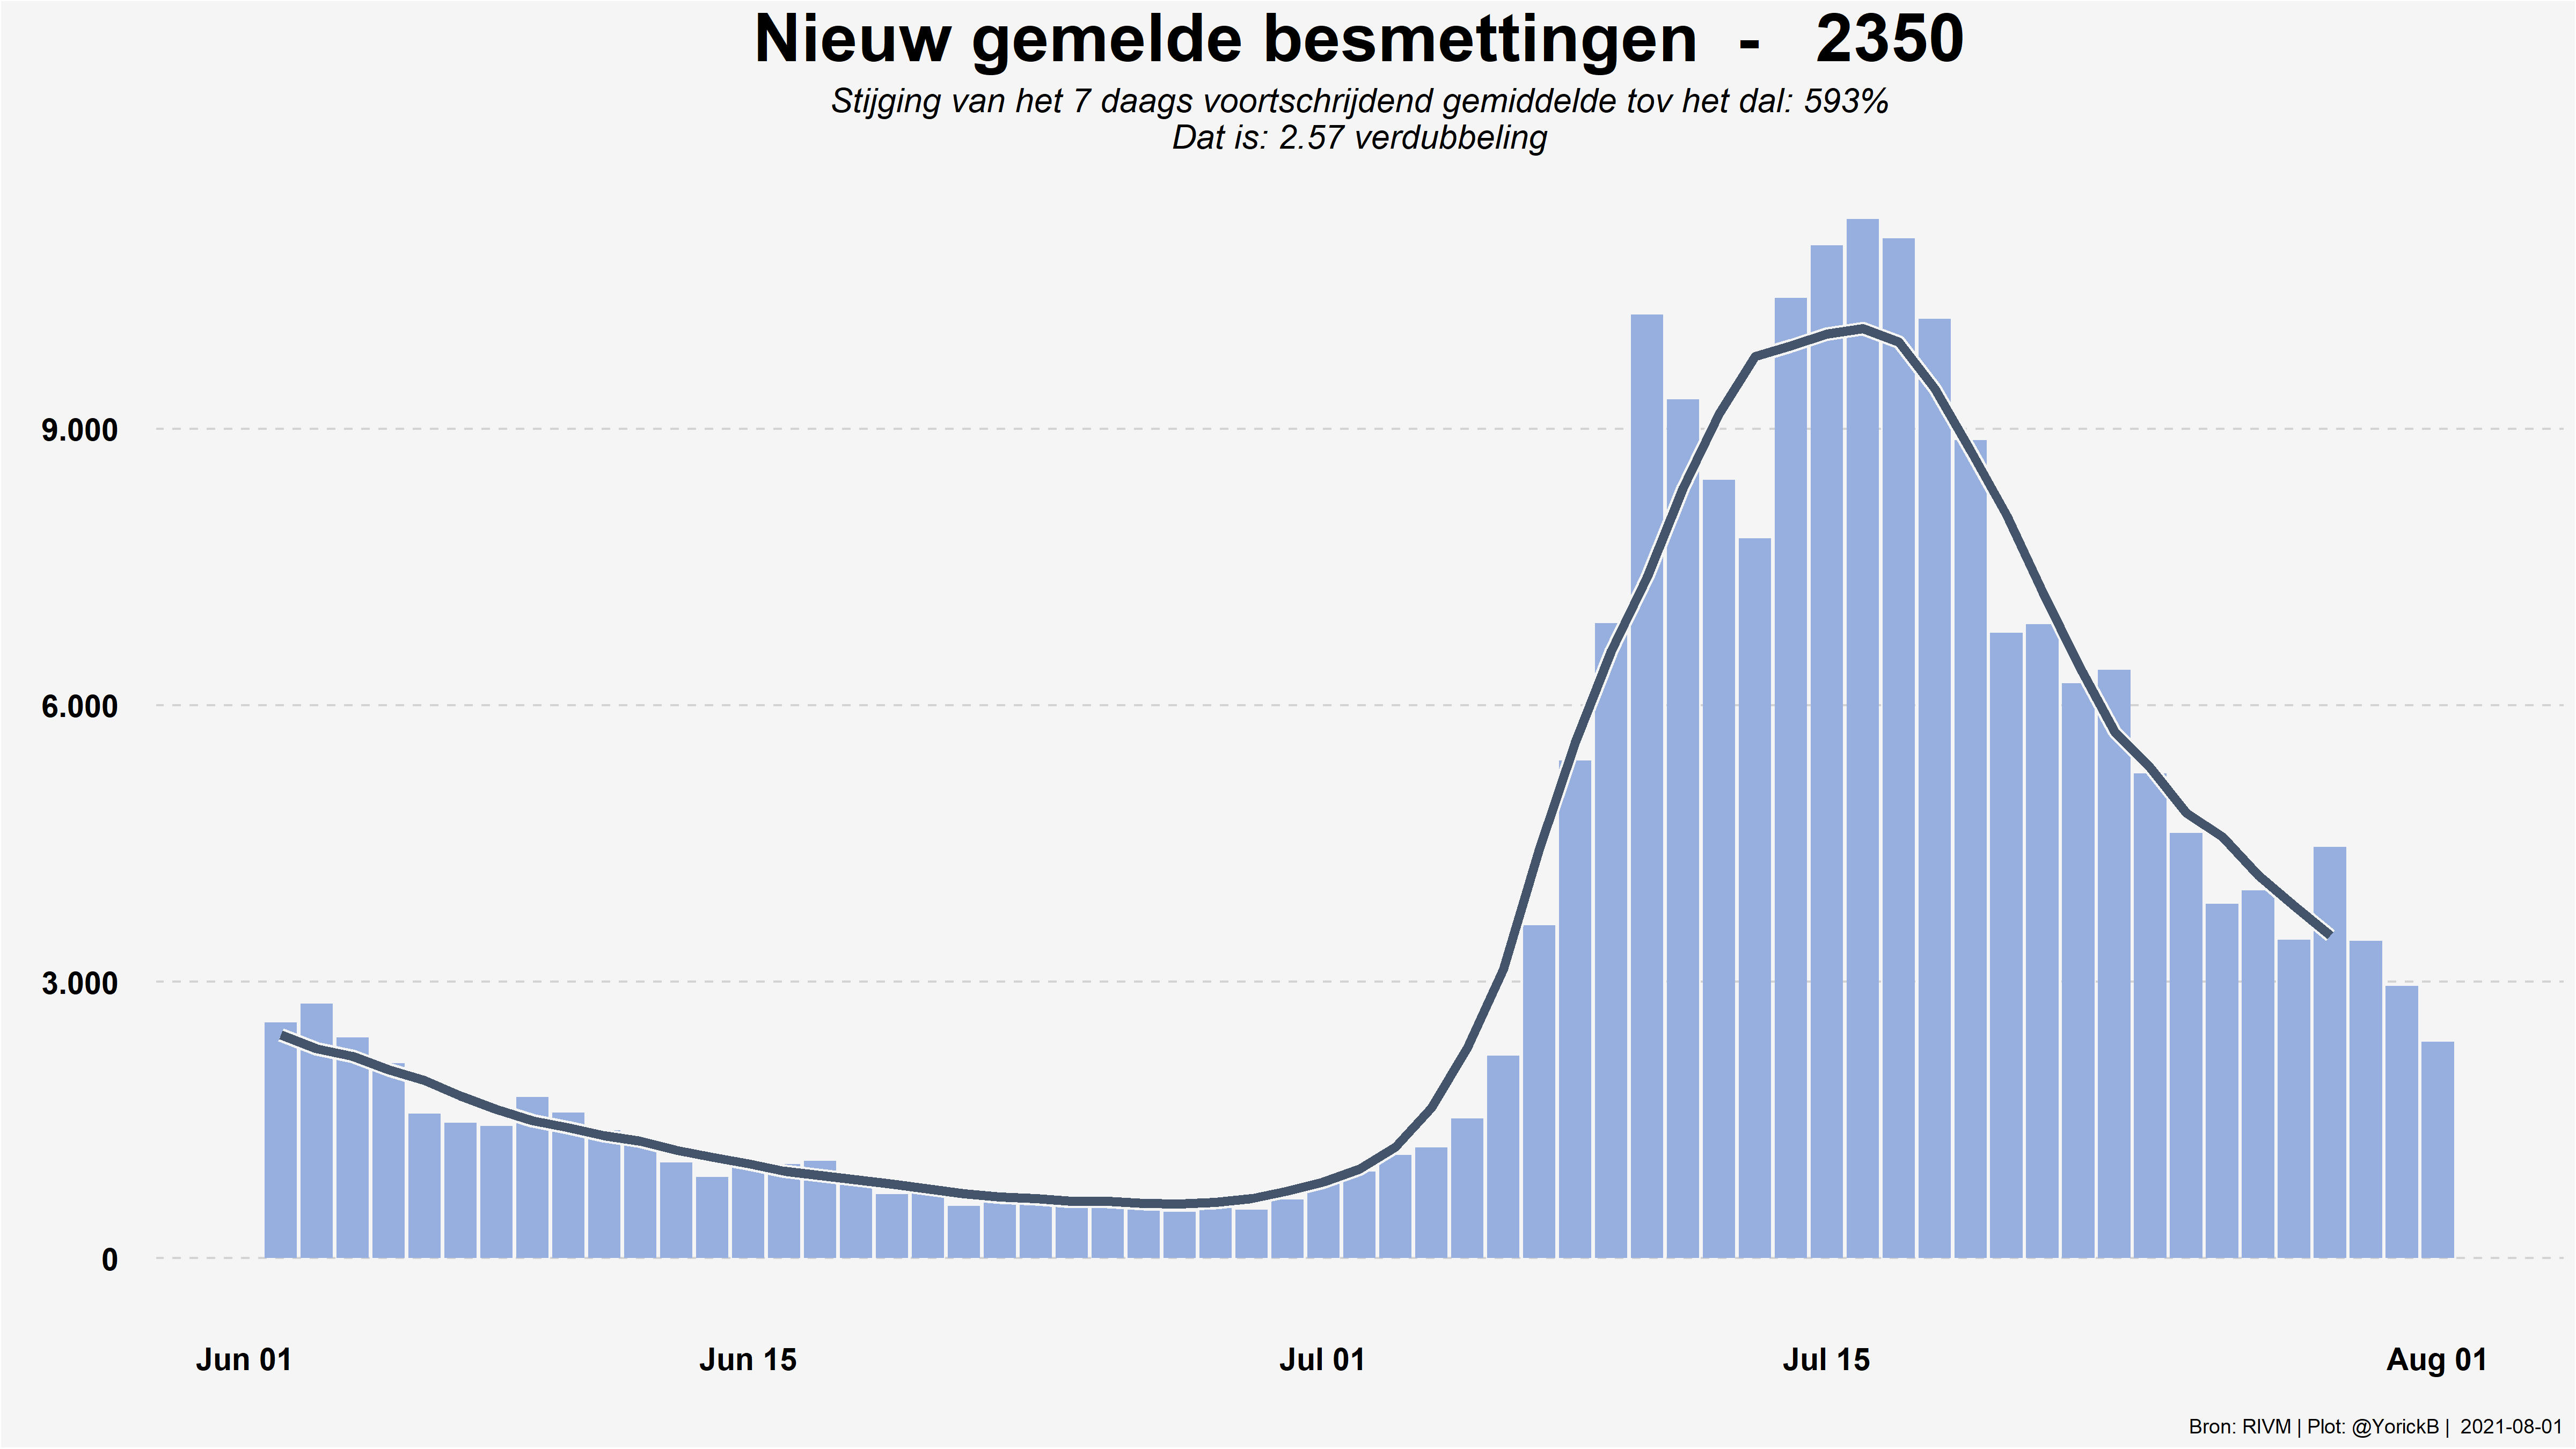 Nieuw gemelde besmettingen - 2350
Stijging van het 7 daags voortschrijdend gemiddelde tov het dal: 593%
Dat is: 2.57 verdubbeling
9.000
6.000
3.000
0
Jun 01 Jun 15 Jul 01 Jul 15 Aug 01
Bron: RIVM | Plot: @YorickB | 2021-08-01